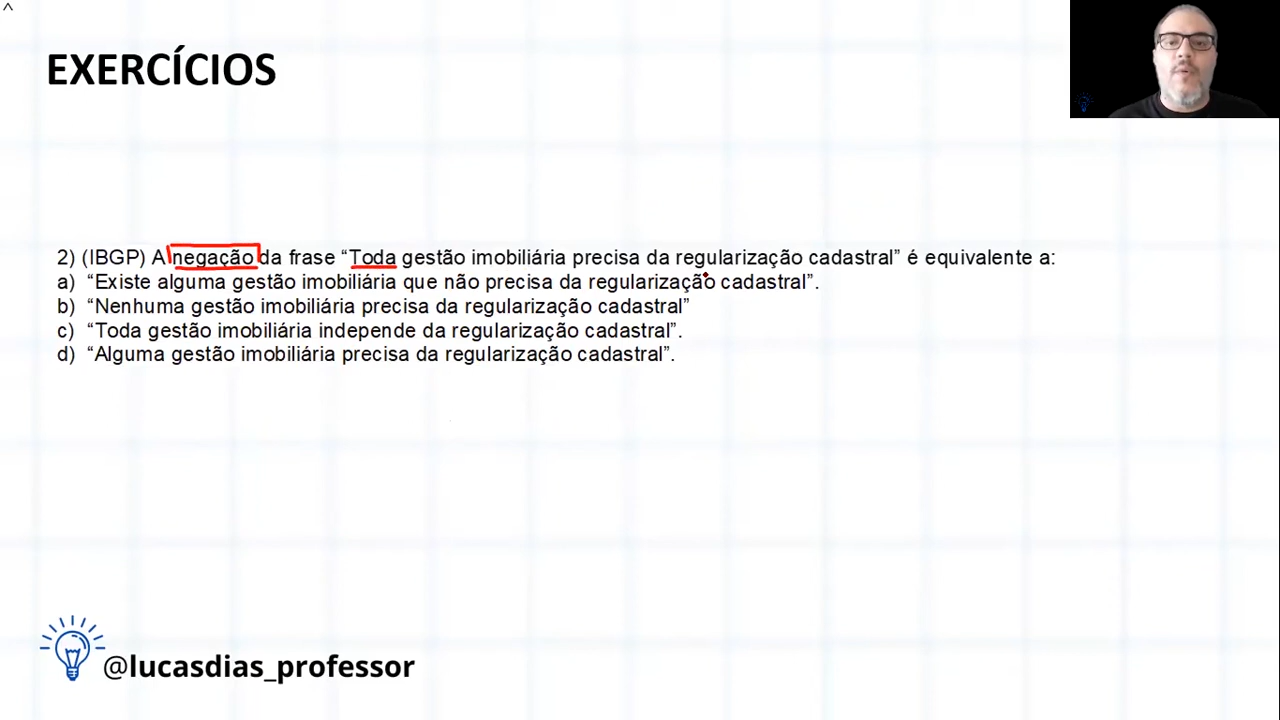 ^
EXERCÍCIOS
2) (IBGP) A negação da frase “Toda gestão imobiliária precisa da regularização cadastral” é equivalente a:
a) “Existe alguma gestão imobiliária que não precisa da regularização cadastral”.
b) “Nenhuma gestão imobiliária precisa da regularização cadastral”
c) “Toda gestão imobiliária independe da regularização cadastral”.
d) “Alguma gestão imobiliária precisa da regularização cadastral”.
@lucasdias_professor